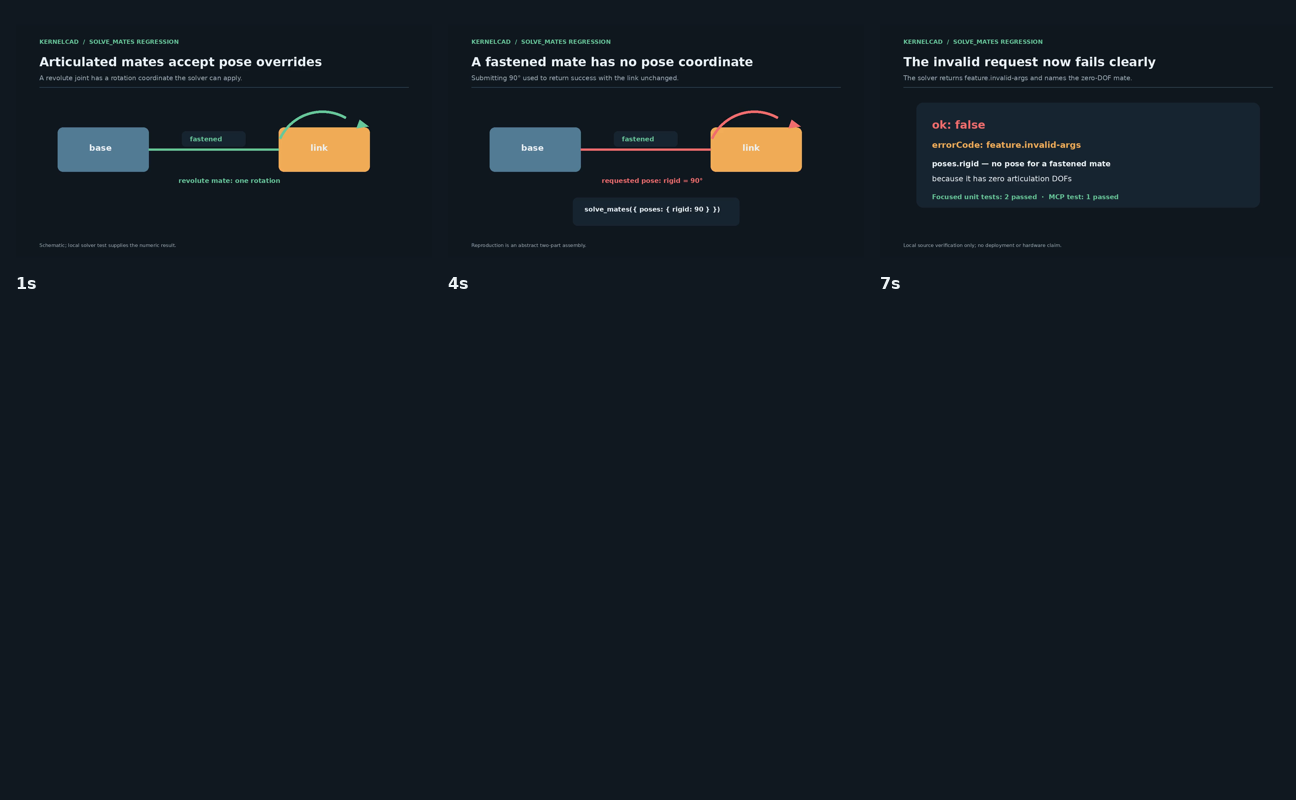 KERNELCAD / SOLVE_MATES REGRESSION
Articulated mates accept pose overrides
A revolute joint has a rotation coordinate the solver can apply.
base
fastened
link
revolute mate: one rotation
Schematic; local solver test supplies the numeric result.
1s
KERNELCAD / SOLVE_MATES REGRESSION
A fastened mate has no pose coordinate
Submitting 90° used to return success with the link unchanged.
base
fastened
link
requested pose: rigid = 90°
solve_mates({ poses: { rigid: 90 } })
Reproduction is an abstract two-part assembly.
4s
KERNELCAD / SOLVE_MATES REGRESSION
The invalid request now fails clearly
The solver returns feature.invalid-args and names the zero-DOF mate.
ok: false
errorCode: feature.invalid-args
poses.rigid — no pose for a fastened mate
because it has zero articulation DOFs
Focused unit tests: 2 passed · MCP test: 1 passed
Local source verification only; no deployment or hardware claim.
7s